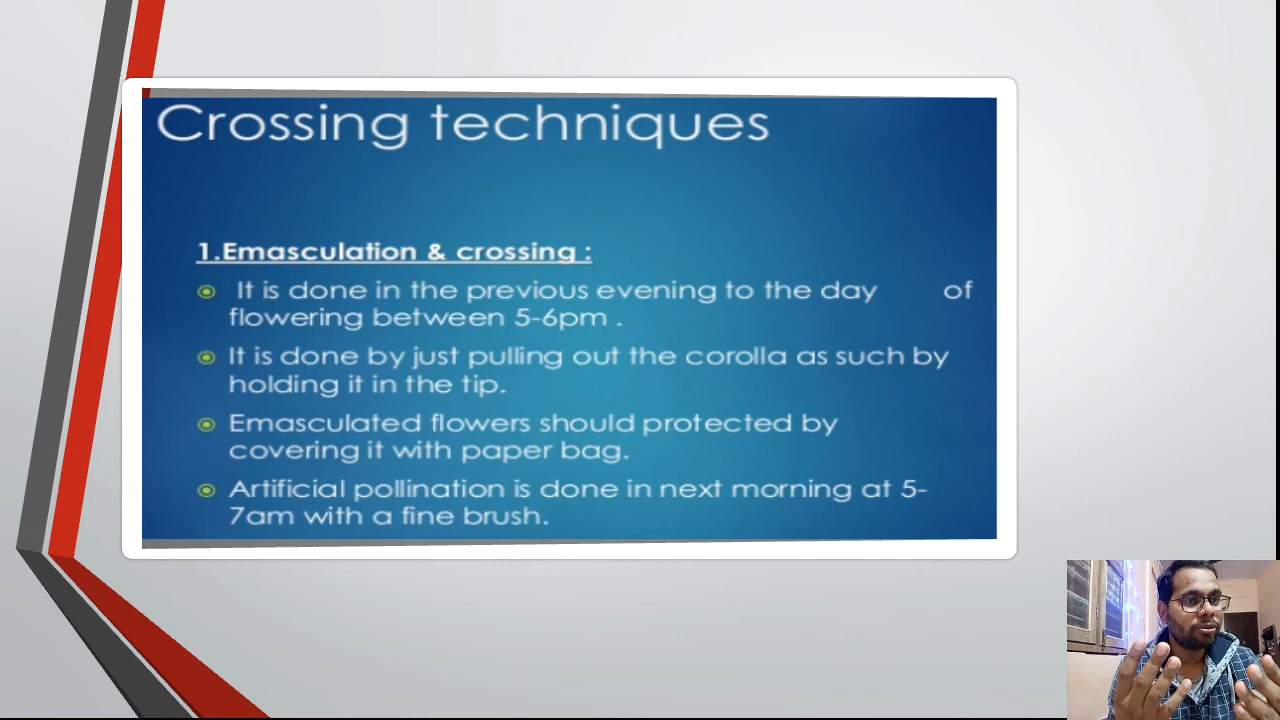 Crossing techniques
1.Emasculation & crossing :
It is done in the previous evening to the day of
flowering between 5-6pm .
It is done by just pulling out the corolla as such by
holding it in the tip.
Emasculated flowers should protected by
covering it with paper bag.
Artificial pollination is done in next morning at 5-
7am with a fine brush.